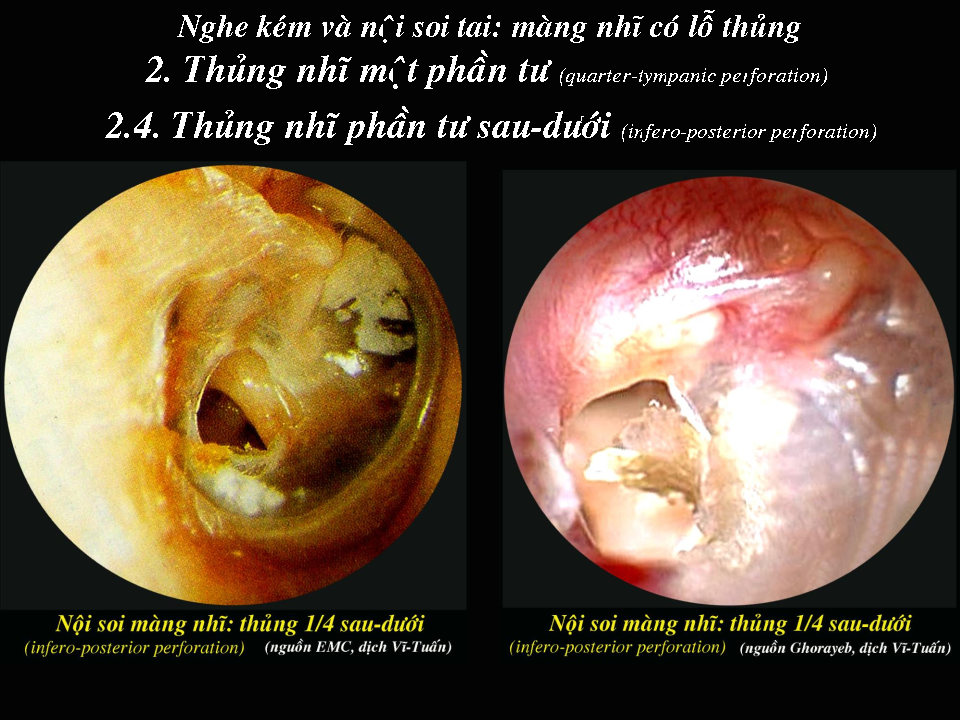 Nghe kém và nội soi tai: màng nhĩ có lỗ thủng
2. Thủng nhĩ một phần tư (quarter-tympanic perforation)
2.4. Thủng nhĩ phần tư sau-dưới (infero-posterior perforation)
Nội soi màng nhĩ: thủng 1/4 sau-dưới
(infero-posterior perforation) (nguồn EMC, dịch Vĩ-Tuấn)
Nội soi màng nhĩ: thủng 1/4 sau-dưới
(infero-posterior perforation) (nguồn Ghorayeb, dịch Vĩ-Tuấn)